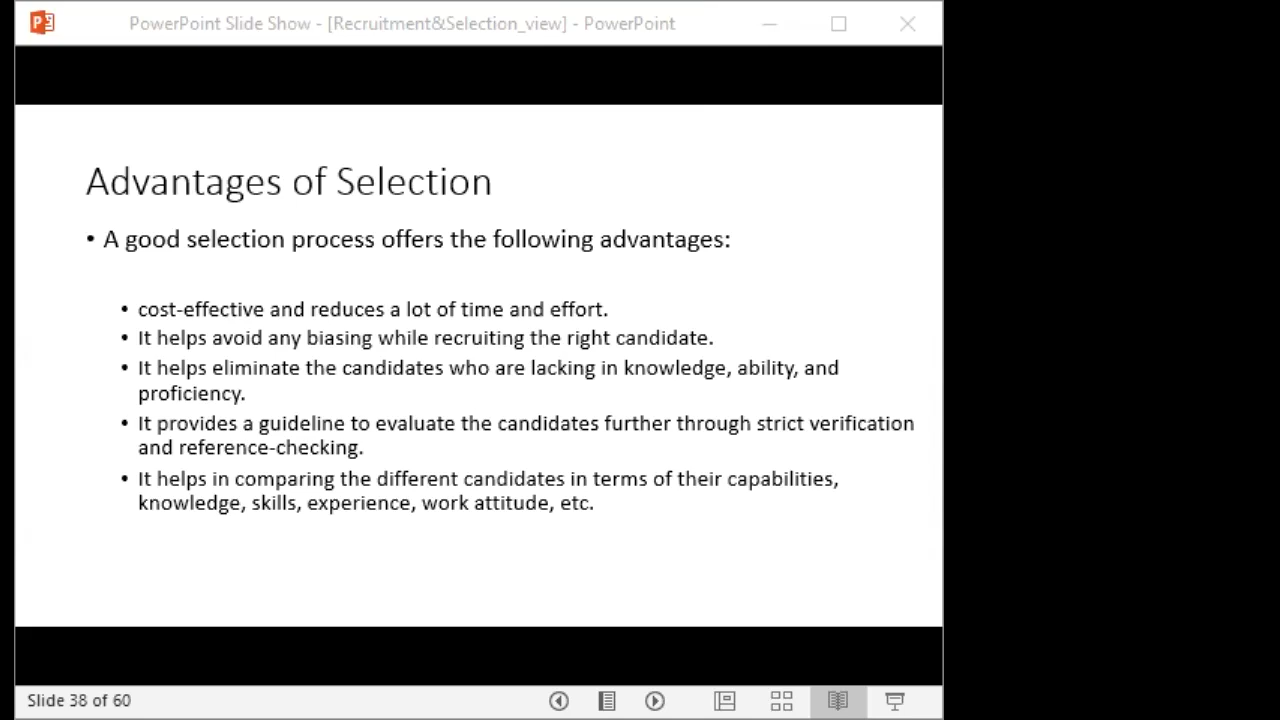 PowerPoint Slide Show - [Recruitment&Selection_view] - PowerPoint
Advantages of Selection
• A good selection process offers the following advantages:
• cost-effective and reduces a lot of time and effort.
• It helps avoid any biasing while recruiting the right candidate.
• It helps eliminate the candidates who are lacking in knowledge, ability, and
proficiency.
• It provides a guideline to evaluate the candidates further through strict verification
and reference-checking.
• It helps in comparing the different candidates in terms of their capabilities,
knowledge, skills, experience, work attitude, etc.
Slide 38 of 60